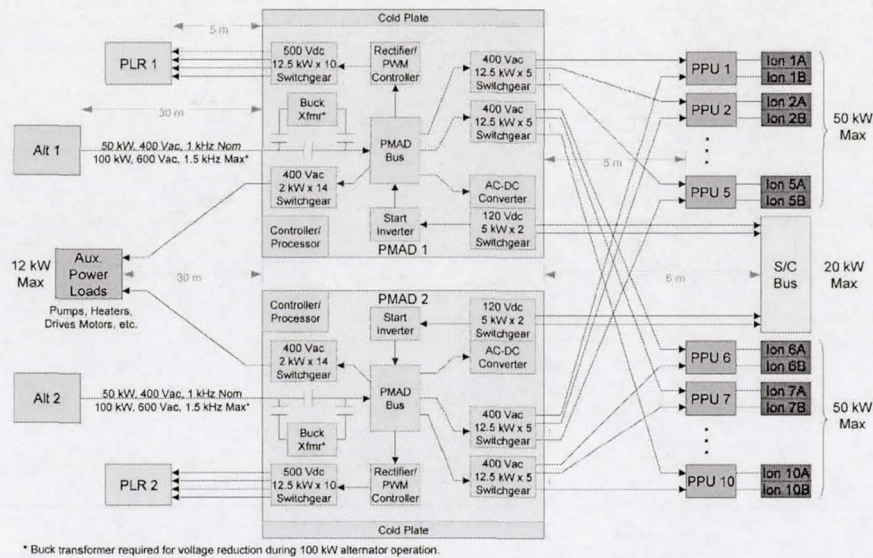 Cold Plate
5 m
PLR 1
500 Vdc
12.5 kW x 10
Switchgear
Rectifier/
PWM
Controller
400 Vac
12.5 kW x 5
Switchgear
PPU 1
Ion 1A
Ion 1B
30 m
Buck
Xfmr*
400 Vac
12.5 kW x 5
Switchgear
PPU 2
Ion 2A
Ion 2B
50 kW
Max
Alt 1
50 kW, 400 Vac, 1 kHz Nom
100 kW, 600 Vac, 1.5 kHz Max*
PMAD
Bus
5 m
400 Vac
2 kW x 14
Switchgear
AC-DC
Converter
PPU 5
Ion 5A
Ion 5B
Controller/
Processor
Start
Inverter
120 Vdc
5 kW x 2
Switchgear
PMAD 1
12 kW
Max
Aux.
Power
Loads
30 m
6 m
S/C
Bus
20 kW
Max
Pumps, Heaters,
Drives Motors, etc.
PMAD 2
Controller/
Processor
Start
Inverter
120 Vdc
5 kW x 2
Switchgear
400 Vac
2 kW x 14
Switchgear
AC-DC
Converter
PPU 6
Ion 6A
Ion 6B
Alt 2
50 kW, 400 Vac, 1 kHz Nom
100 kW, 600 Vac, 1.5 kHz Max*
PMAD
Bus
PPU 7
Ion 7A
Ion 7B
50 kW
Max
Buck
Xfmr*
400 Vac
12.5 kW x 5
Switchgear
PLR 2
500 Vdc
12.5 kW x 10
Switchgear
Rectifier/
PWM
Controller
400 Vac
12.5 kW x 5
Switchgear
PPU 10
Ion 10A
Ion 10B
Cold Plate
* Buck transformer required for voltage reduction during 100 kW alternator operation.